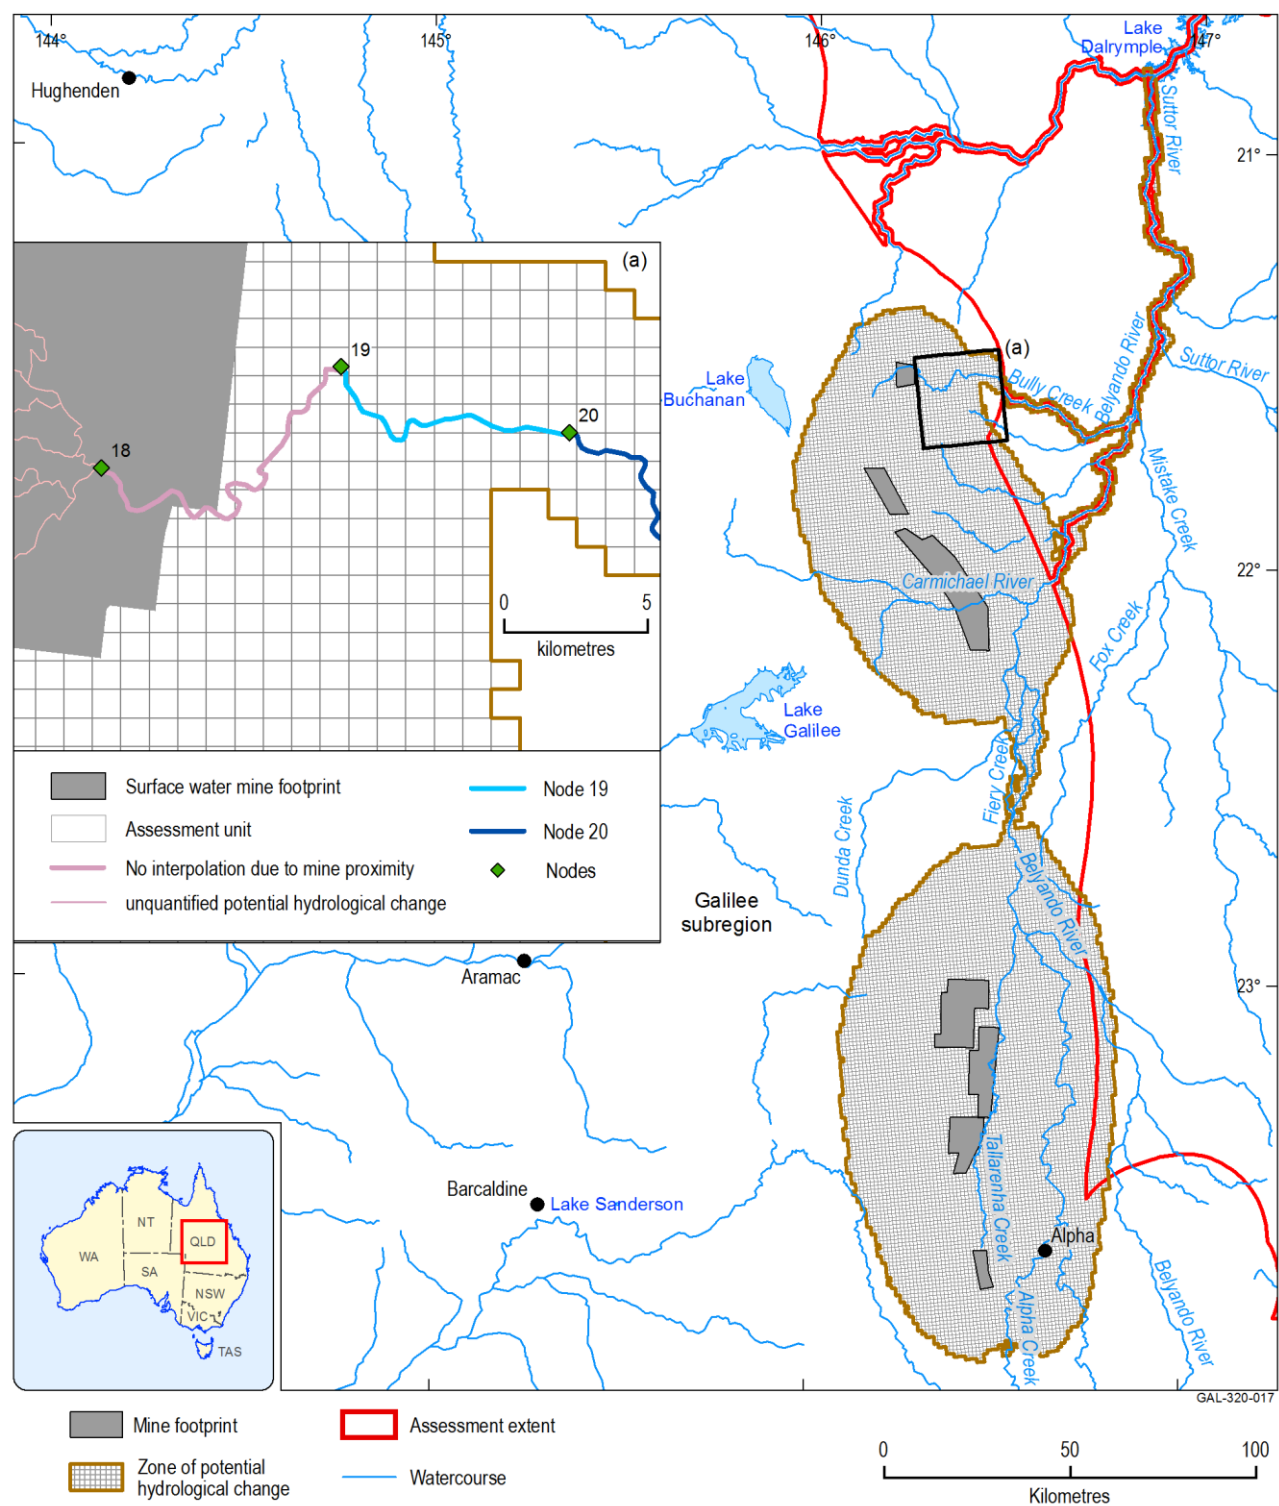 144°
145°
146°
147°
Lake
Dalrymple
Hughenden
Suttor River
21°
(a)
19
20
18
0 5
kilometres
(a)
Lake
Buchanan
Bully Creek
Belyando River
Suttor River
Mistake Creek
22°
Carmichael River
Fox Creek
Lake
Galilee
Surface water mine footprint
Assessment unit
No interpolation due to mine proximity
unquantified potential hydrological change
Node 19
Node 20
Nodes
Fiery Creek
Dunda Creek
Belyando River
Galilee
subregion
Aramac
23°
Tallarenha Creek
Barcaldine
Lake Sanderson
Alpha
Alpha Creek
Belyando River
NT
QLD
WA
SA
NSW
VIC
TAS
GAL-320-017
Mine footprint
Assessment extent
Zone of potential
hydrological change
Watercourse
0 50 100
Kilometres